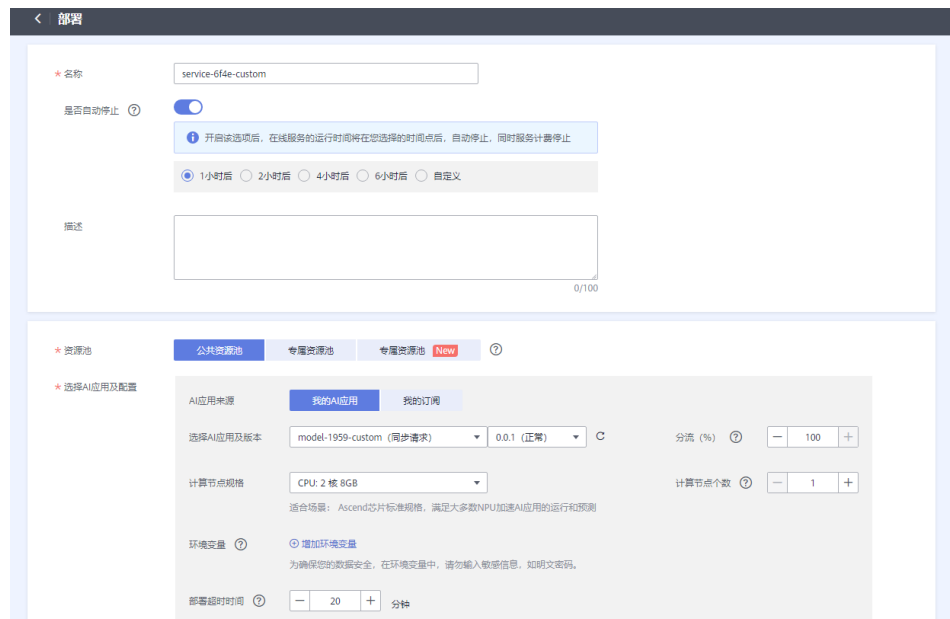 部署
* 名称
service-6f4e-custom
是否自动停止
开启该选项后，在线服务的运行时间将在您选择的时间点后，自动停止，同时服务计费停止
1小时后 2小时后 4小时后 6小时后 自定义
描述
0/100
* 资源池
公共资源池 专属资源池 专属资源池 New
* 选择AI应用及配置
AI应用来源 我的AI应用 我的订阅
选择AI应用及版本 model-1959-custom（同步请求） 0.0.1（正常） 分流（%） 100
计算节点规格 CPU: 2 核 8GB 计算节点个数 1
适合场景： Ascend芯片标准规格，满足大多数NPU加速AI应用的运行和预测
环境变量 增加环境变量
为确保您的数据安全，在环境变量中，请勿输入敏感信息，如明文密码。
部署超时时间 20 分钟